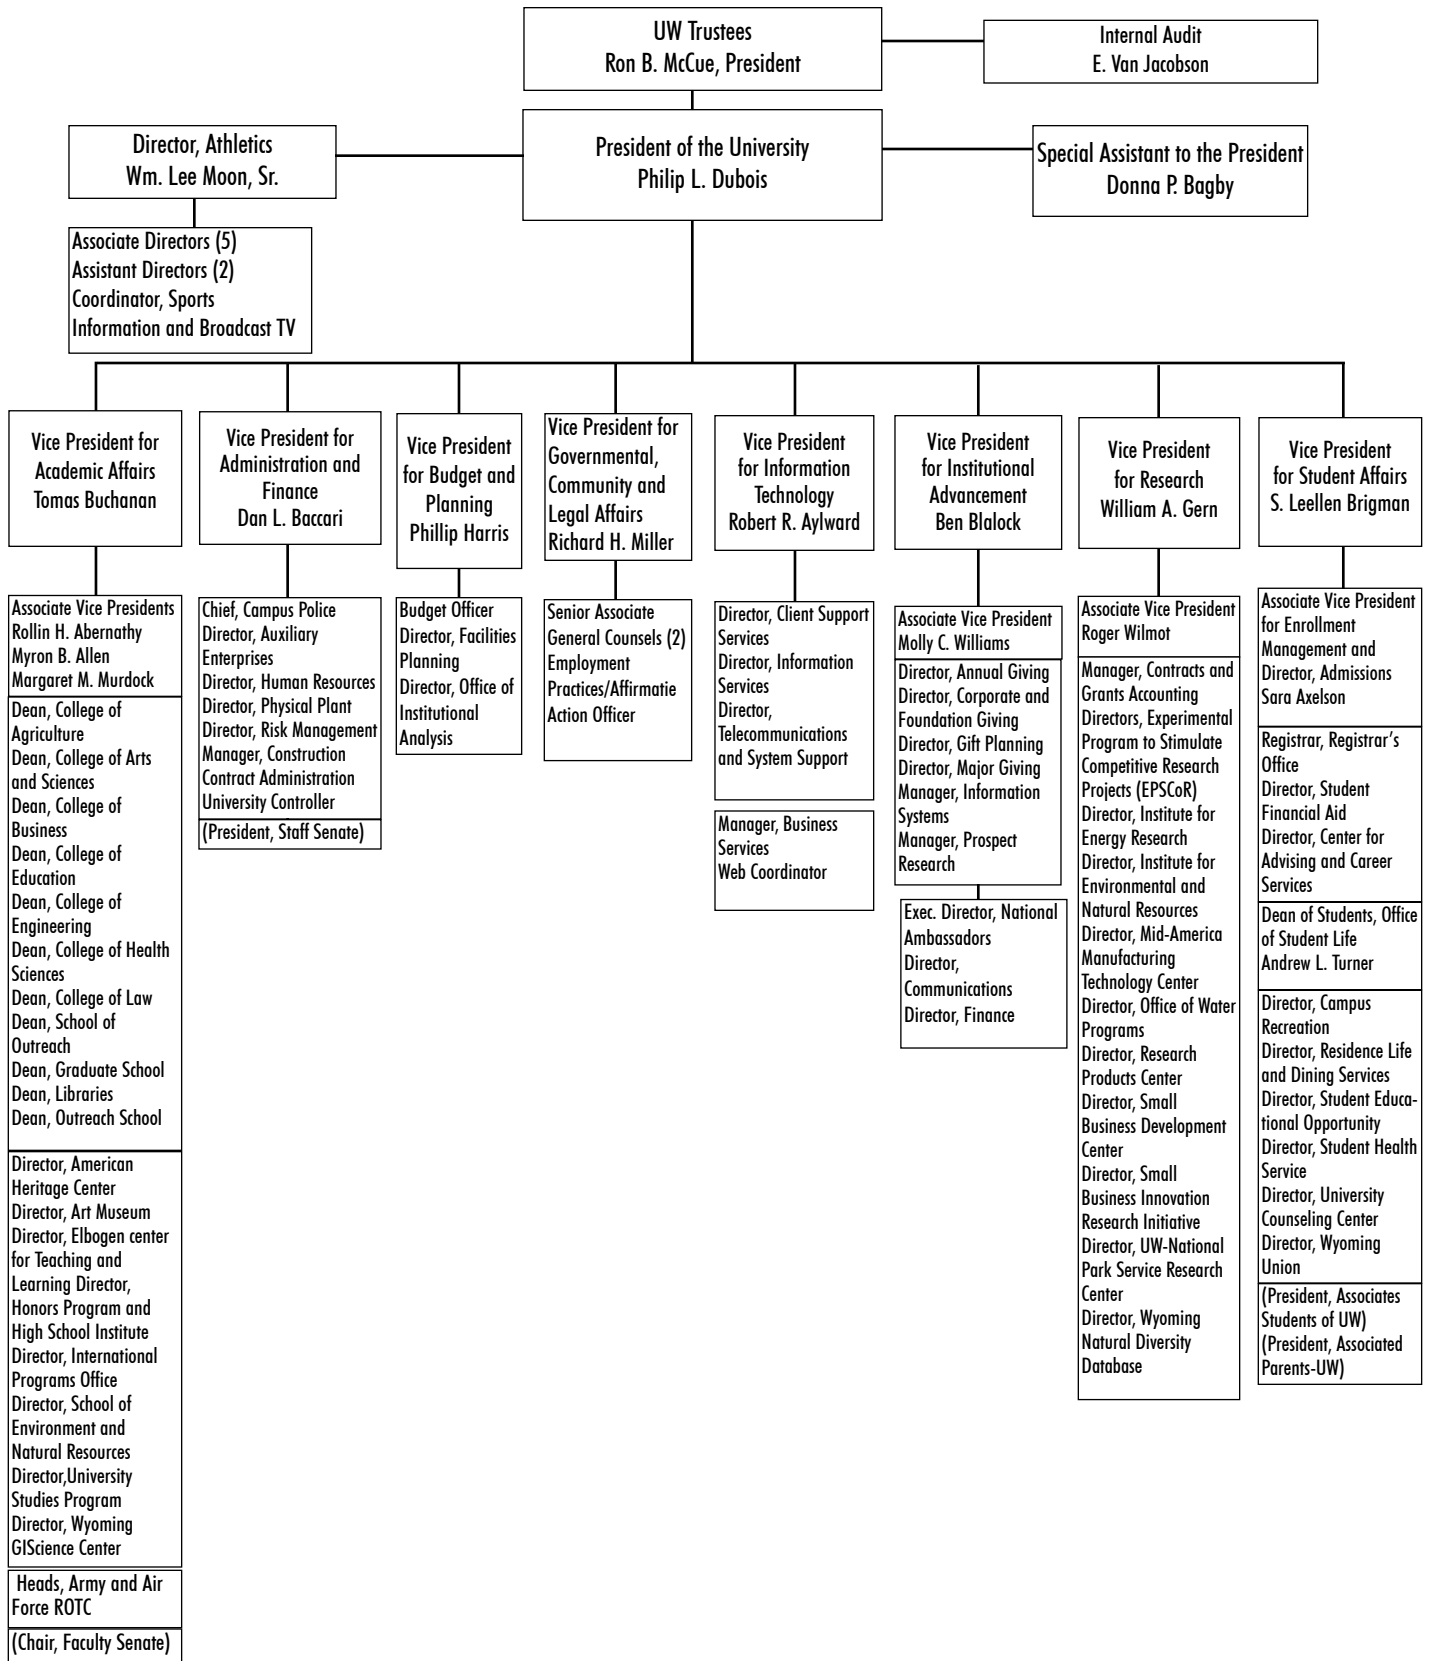 UW Trustees
Ron B. McCue, President
Internal Audit
E. Van Jacobson
Director, Athletics
Wm. Lee Moon, Sr.
President of the University
Philip L. Dubois
Special Assistant to the President
Donna P. Bagby
Associate Directors (5)
Assistant Directors (2)
Coordinator, Sports
Information and Broadcast TV
Vice President for
Academic Affairs
Tomas Buchanan
Associate Vice Presidents
Rollin H. Abernathy
Myron B. Allen
Margaret M. Murdock
Dean, College of
Agriculture
Dean, College of Arts
and Sciences
Dean, College of
Business
Dean, College of
Education
Dean, College of
Engineering
Dean, College of Health
Sciences
Dean, College of Law
Dean, School of
Outreach
Dean, Graduate School
Dean, Libraries
Dean, Outreach School
Director, American
Heritage Center
Director, Art Museum
Director, Elbogen center
for Teaching and
Learning Director,
Honors Program and
High School Institute
Director, International
Programs Office
Director, School of
Environment and
Natural Resources
Director,University
Studies Program
Director, Wyoming
GIScience Center
Heads, Army and Air
Force ROTC
(Chair, Faculty Senate)
Vice President for
Administration and
Finance
Dan L. Baccari
Chief, Campus Police
Director, Auxiliary
Enterprises
Director, Human Resources
Director, Physical Plant
Director, Risk Management
Manager, Construction
Contract Administration
University Controller
(President, Staff Senate)
Vice President
for Budget and
Planning
Phillip Harris
Budget Officer
Director, Facilities
Planning
Director, Office of
Institutional
Analysis
Vice President for
Governmental,
Community and
Legal Affairs
Richard H. Miller
Senior Associate
General Counsels (2)
Employment
Practices/Affirmatie
Action Officer
Vice President
for Information
Technology
Robert R. Aylward
Director, Client Support
Services
Director, Information
Services
Director,
Telecommunications
and System Support
Manager, Business
Services
Web Coordinator
Vice President
for Institutional
Advancement
Ben Blalock
Associate Vice President
Molly C. Williams
Director, Annual Giving
Director, Corporate and
Foundation Giving
Director, Gift Planning
Director, Major Giving
Manager, Information
Systems
Manager, Prospect
Research
Exec. Director, National
Ambassadors
Director,
Communications
Director, Finance
Vice President
for Research
William A. Gern
Associate Vice President
Roger Wilmot
Manager, Contracts and
Grants Accounting
Directors, Experimental
Program to Stimulate
Competitive Research
Projects (EPSCoR)
Director, Institute for
Energy Research
Director, Institute for
Environmental and
Natural Resources
Director, Mid-America
Manufacturing
Technology Center
Director, Office of Water
Programs
Director, Research
Products Center
Director, Small
Business Development
Center
Director, Small
Business Innovation
Research Initiative
Director, UW-National
Park Service Research
Center
Director, Wyoming
Natural Diversity
Database
Vice President
for Student Affairs
S. Leellen Brigman
Associate Vice President
for Enrollment
Management and
Director, Admissions
Sara Axelson
Registrar, Registrar's
Office
Director, Student
Financial Aid
Director, Center for
Advising and Career
Services
Dean of Students, Office
of Student Life
Andrew L. Turner
Director, Campus
Recreation
Director, Residence Life
and Dining Services
Director, Student Educa-
tional Opportunity
Director, Student Health
Service
Director, University
Counseling Center
Director, Wyoming
Union
(President, Associates
Students of UW)
(President, Associated
Parents-UW)